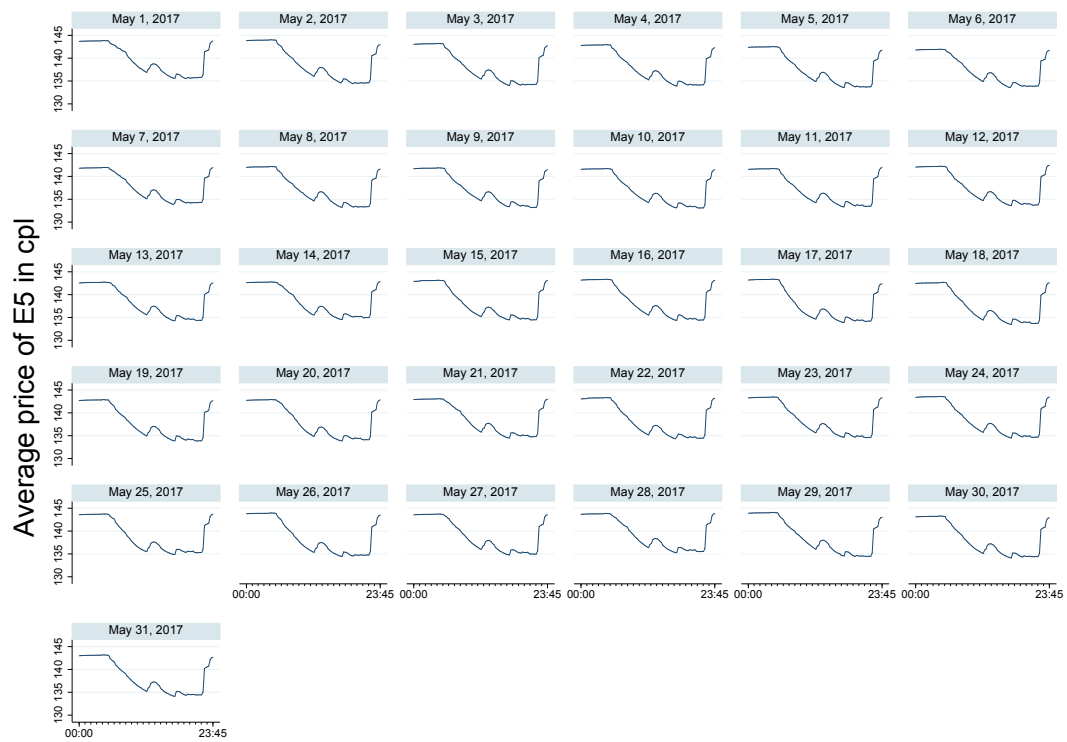 Average price of E5 in cpl
May 1, 2017
May 2, 2017
May 3, 2017
May 4, 2017
May 5, 2017
May 6, 2017
145
140
135
130
May 7, 2017
May 8, 2017
May 9, 2017
May 10, 2017
May 11, 2017
May 12, 2017
145
140
135
130
May 13, 2017
May 14, 2017
May 15, 2017
May 16, 2017
May 17, 2017
May 18, 2017
145
140
135
130
May 19, 2017
May 20, 2017
May 21, 2017
May 22, 2017
May 23, 2017
May 24, 2017
145
140
135
130
May 25, 2017
May 26, 2017
May 27, 2017
May 28, 2017
May 29, 2017
May 30, 2017
145
140
135
130
00:00 23:45
00:00 23:45
00:00 23:45
00:00 23:45
00:00 23:45
May 31, 2017
145
140
135
130
00:00 23:45